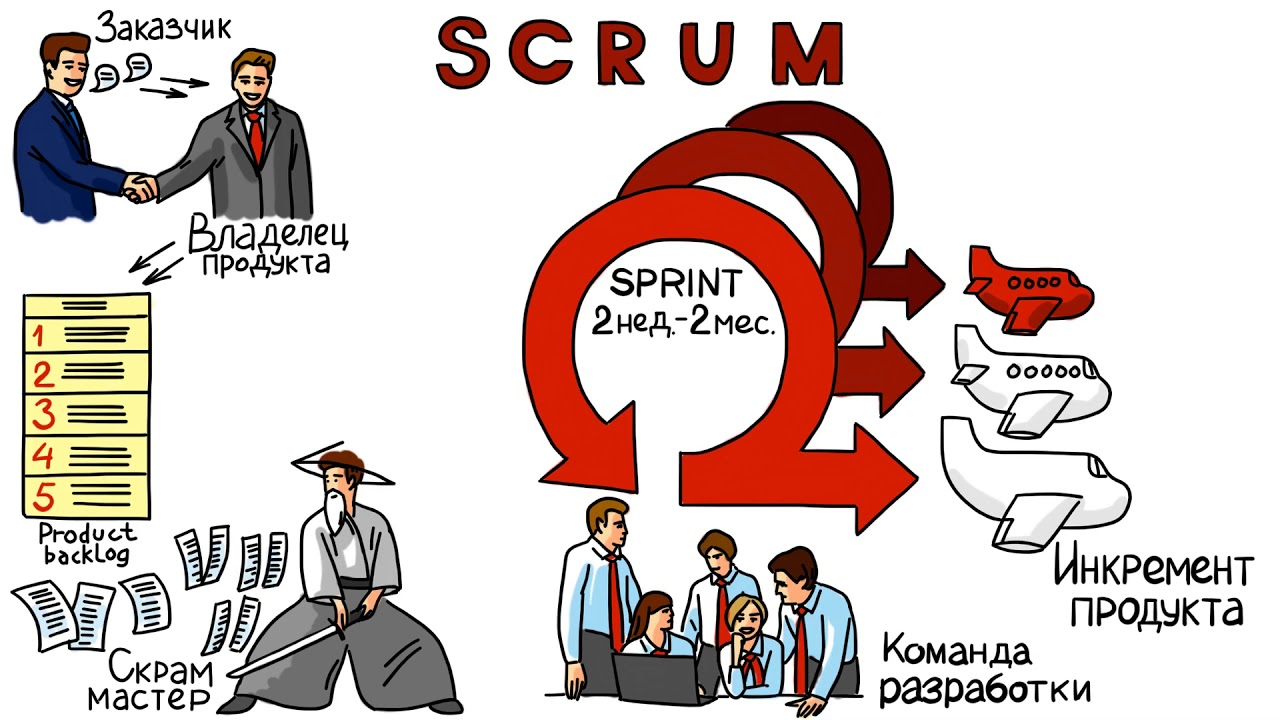 SCRUM
Заказчик
Владелец
продукта
1
2
3
4
5
Product
backlog
Скрам
мастер
SPRINT
2нед.-2мес.
Инкремент
продукта
Команда
разработки